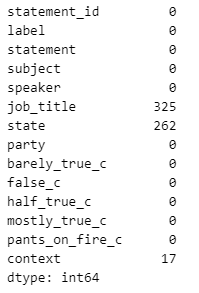 statement_id 0
label 0
statement 0
subject 0
speaker 0
job_title 325
state 262
party 0
barely_true_c 0
false_c 0
half_true_c 0
mostly_true_c 0
pants_on_fire_c 0
context 17
dtype: int64